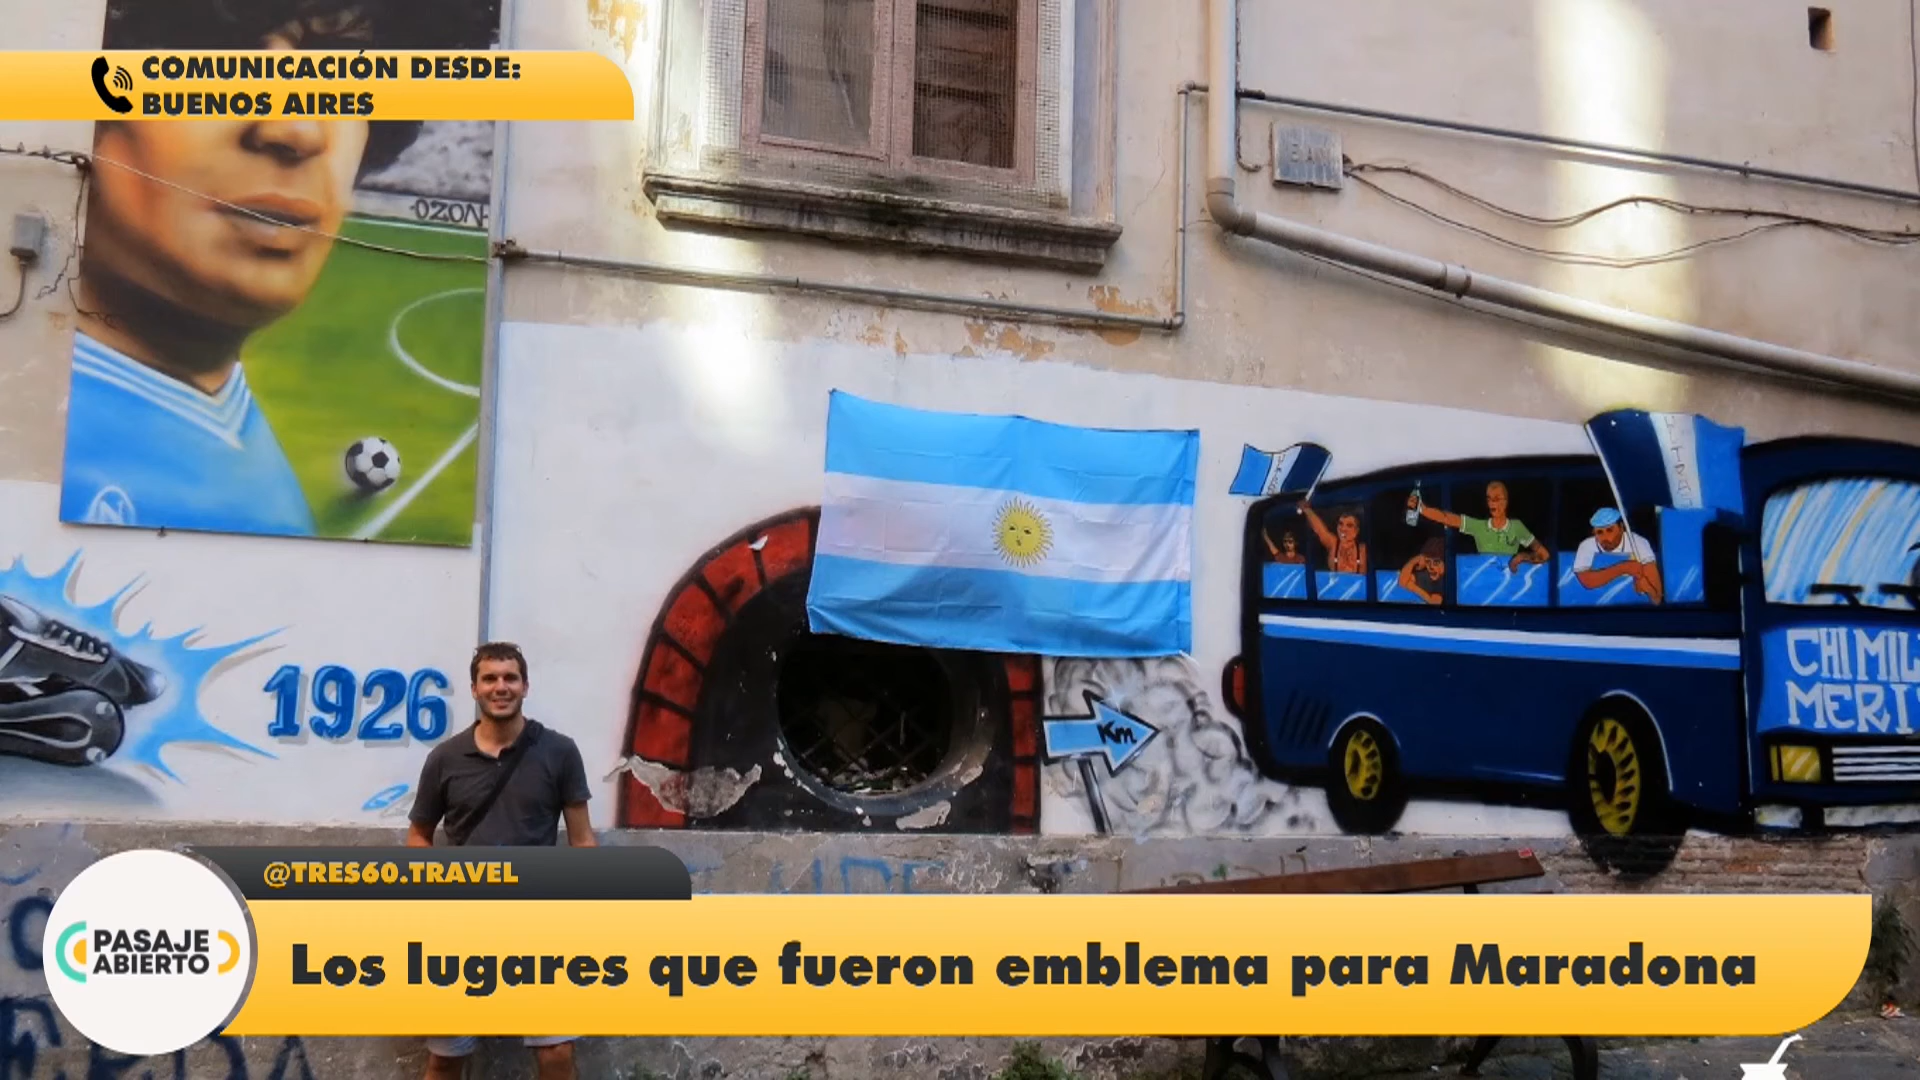 COMUNICACIÓN DESDE:
BUENOS AIRES
OZON
1926
Km
CHI MI
MERI
@TRES60.TRAVEL
PASAJE
ABIERTO
Los lugares que fueron emblema para Maradona